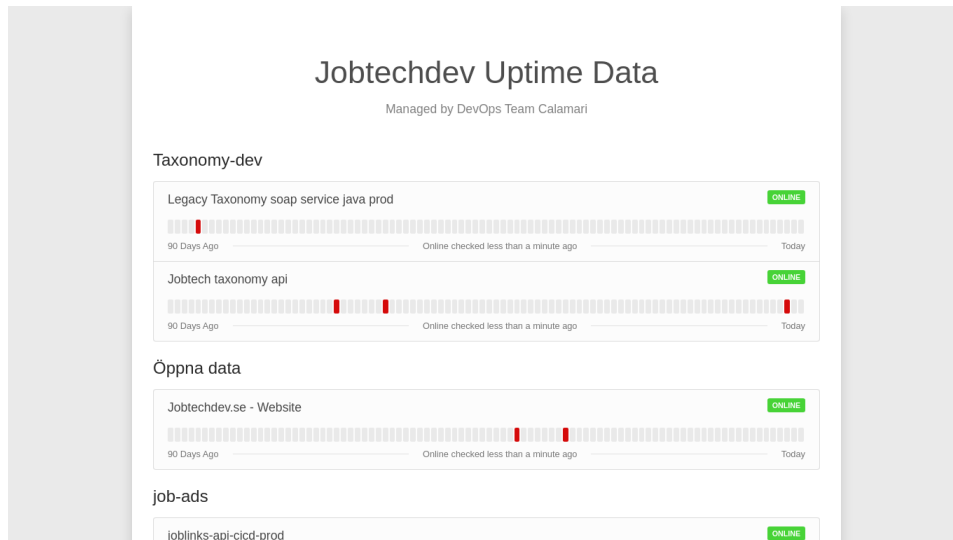 Jobtechdev Uptime Data
Managed by DevOps Team Calamari
Taxonomy-dev
Legacy Taxonomy soap service java prod
ONLINE
90 Days Ago Online checked less than a minute ago Today
Jobtech taxonomy api
ONLINE
90 Days Ago Online checked less than a minute ago Today
Öppna data
Jobtechdev.se - Website
ONLINE
90 Days Ago Online checked less than a minute ago Today
job-ads
joblinks-api-cicd-prod
ONLINE